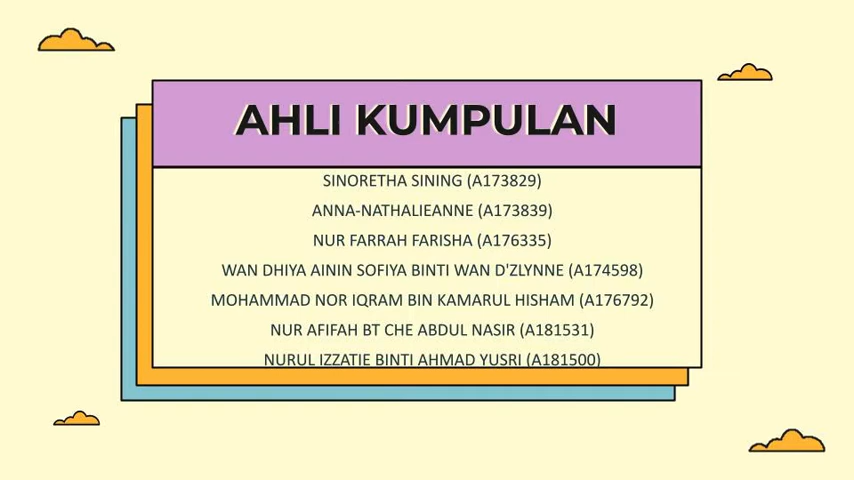 AHLI KUMPULAN
SINORETHA SINING (A173829)
ANNA-NATHALIEANNE (A173839)
NUR FARRAH FARISHA (A176335)
WAN DHIYA AININ SOFIYA BINTI WAN D'ZLYNNE (A174598)
MOHAMMAD NOR IQRAM BIN KAMARUL HISHAM (A176792)
NUR AFIFAH BT CHE ABDUL NASIR (A181531)
NURUL IZZATIE BINTI AHMAD YUSRI (A181500)